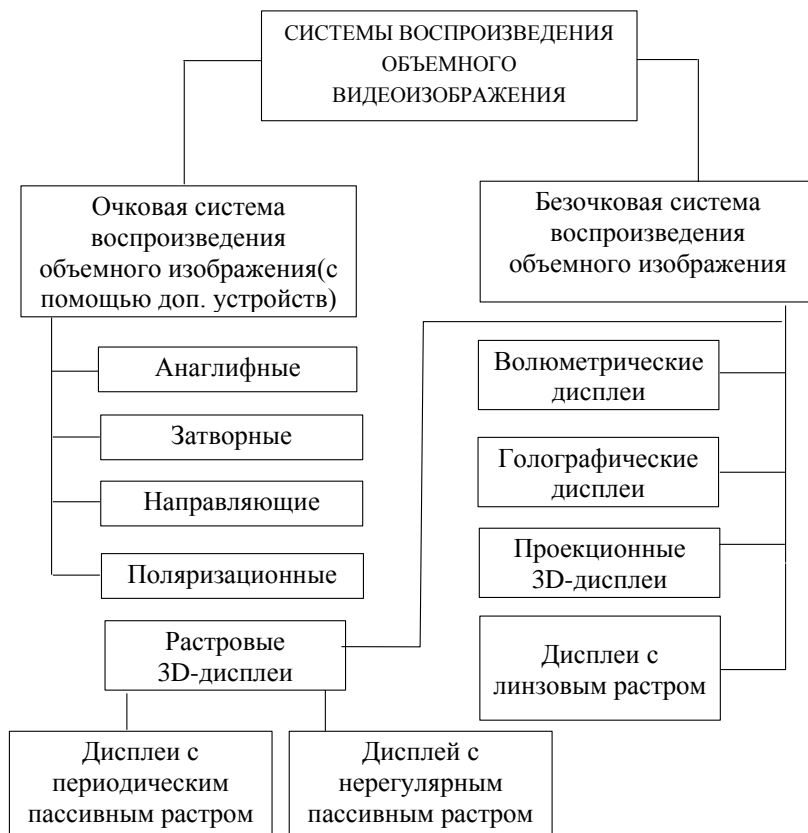 СИСТЕМЫ ВОСПРОИЗВЕДЕНИЯ
ОБЪЕМНОГО
ВИДЕОИЗОБРАЖЕНИЯ
Очковая система
воспроизведения
объемного изображения(с
помощью доп. устройств)
Безочковая система
воспроизведения
объемного изображения
Анаглифные
Затворные
Направляющие
Поляризационные
Волюметрические
дисплеи
Голографические
дисплеи
Проекционные
3D-дисплеи
Дисплеи с
линзовым растром
Растровые
3D-дисплеи
Дисплеи с
периодическим
пассивным растром
Дисплей с
нерегулярным
пассивным растром